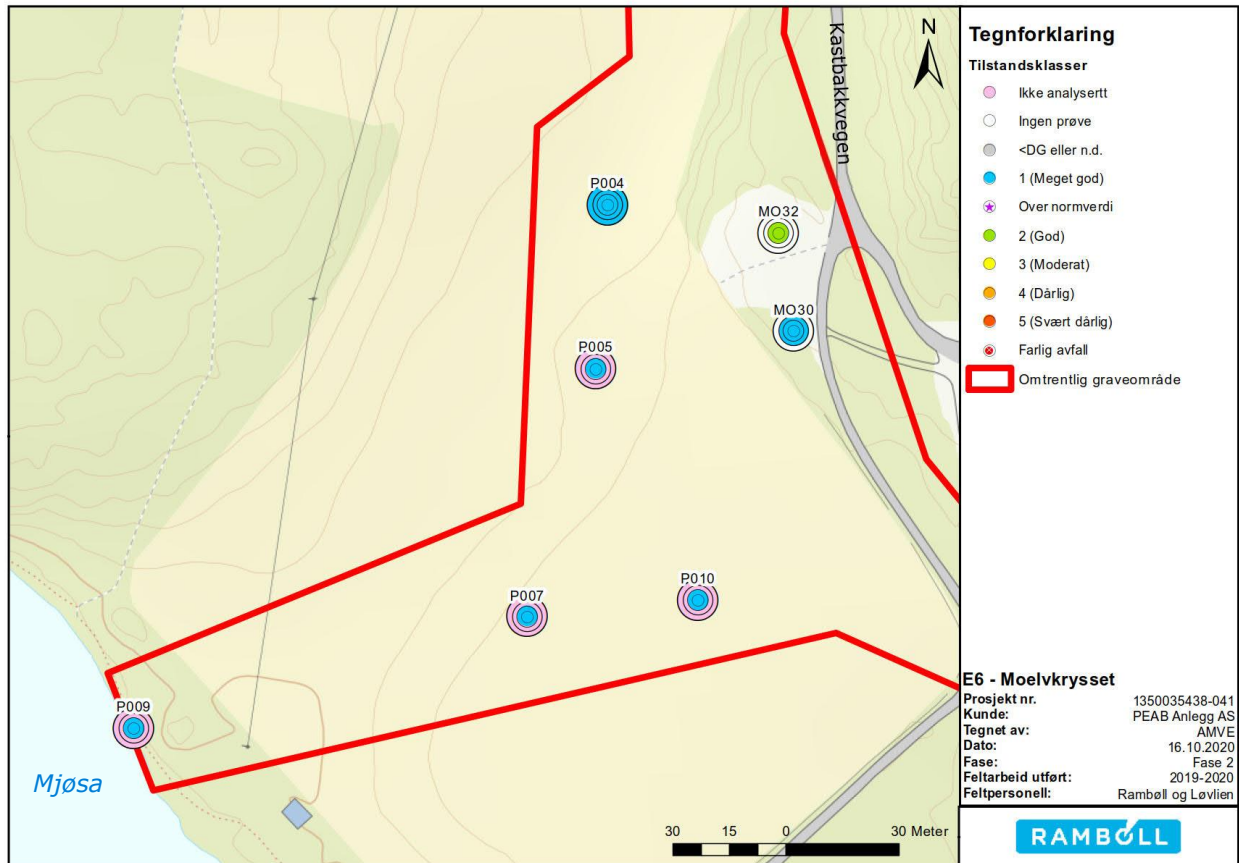 Kastbakkvegen
N
P004
MO32
MO30
P005
P007
P010
P009
Mjøsa
30 15 0 30 Meter
Tegnforklaring
Tilstandsklasser
Ikke analysertt
Ingen prøve
<DG eller n.d.
1 (Meget god)
Over normverdi
2 (God)
3 (Moderat)
4 (Dårlig)
5 (Svært dårlig)
Farlig avfall
Omtrentlig graveområde
E6 - Moelvkrysset
Prosjekt nr. 1350035438-041
Kunde: PEAB Anlegg AS
Tegnet av: AMVE
Dato: 16.10.2020
Fase: Fase 2
Feltarbeid utført: 2019-2020
Feltpersonell: Rambøll og Løvlien
RAMBOLL